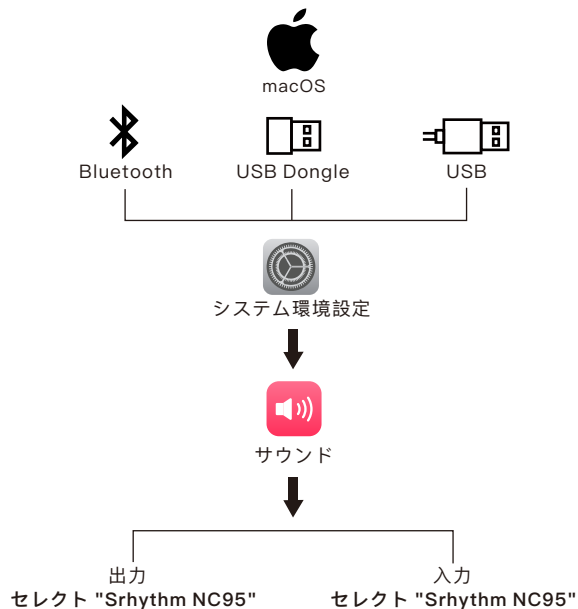 macOS
Bluetooth
USB Dongle
USB
システム環境設定
サウンド
出力
セレクト "Srhythm NC95"
入力
セレクト "Srhythm NC95"